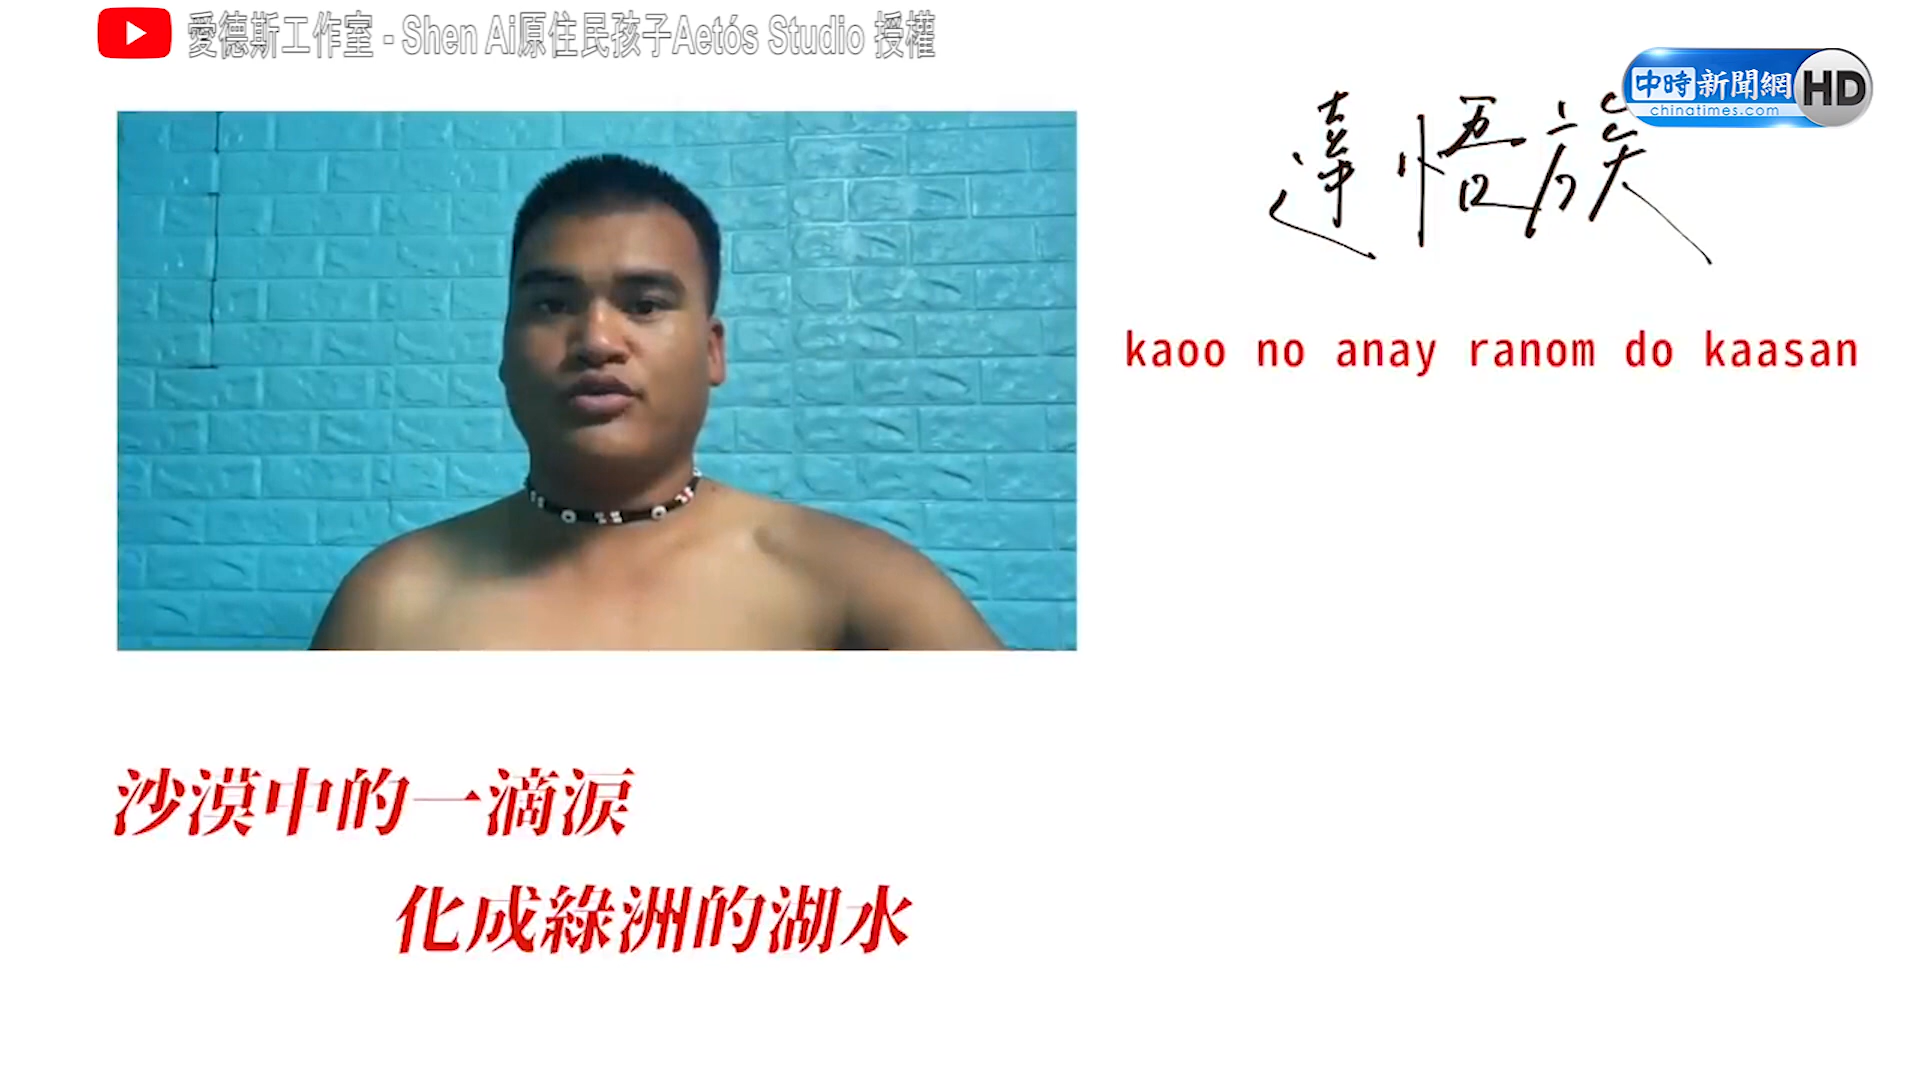 愛德斯工作室 - Shen Ai原住民孩子Aetós Studio 授權
中時新聞網 HD
chinatimes.com
達悟族
kaoo no anay ranom do kaasan
沙漠中的一滴淚
化成綠洲的湖水